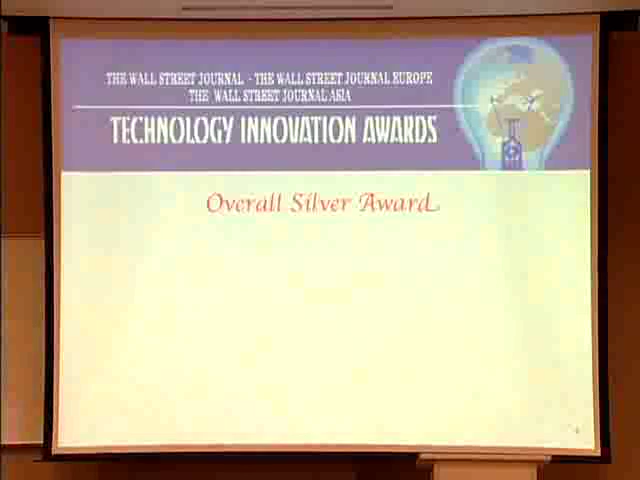 THE WALL STREET JOURNAL - THE WALL STREET JOURNAL EUROPE
THE WALL STREET JOURNAL ASIA
TECHNOLOGY INNOVATION AWARDS
Overall Silver Award